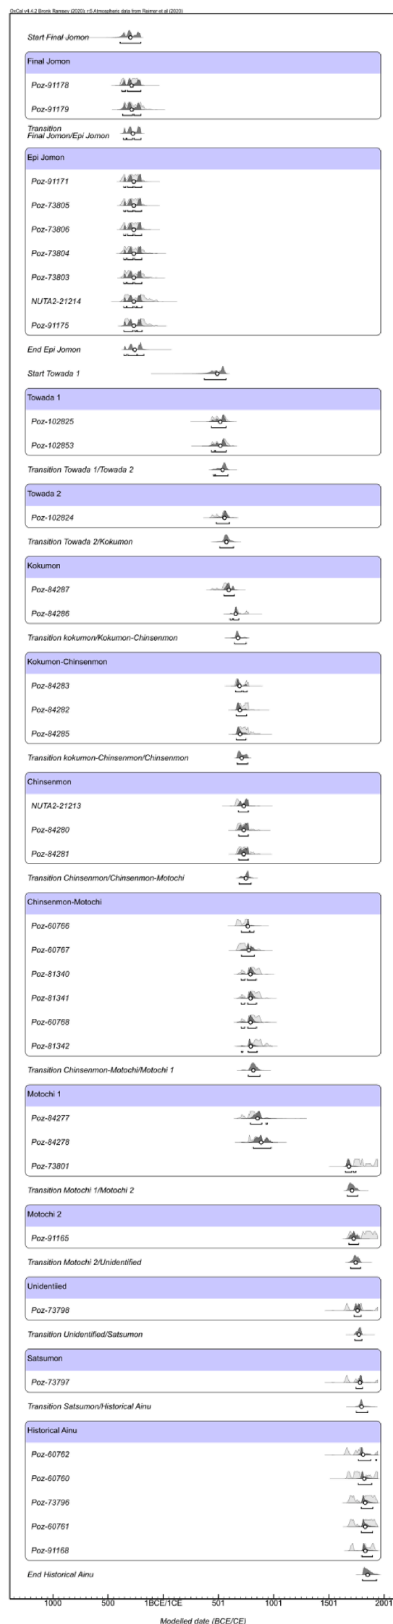 OxCal v4.4.2 Bronk Ramsey (2020); r:5 Atmospheric data from Reimer et al (2020)
Start Final Jomon
Final Jomon
Poz-91178
Poz-91179
Transition
Final Jomon/Epi Jomon
Epi Jomon
Poz-91171
Poz-73805
Poz-73806
Poz-73804
Poz-73803
NUTA2-21214
Poz-91175
End Epi Jomon
Start Towada 1
Towada 1
Poz-102825
Poz-102853
Transition Towada 1/Towada 2
Towada 2
Poz-102824
Transition Towada 2/Kokumon
Kokumon
Poz-84287
Poz-84286
Transition kokumon/Kokumon-Chinsenmon
Kokumon-Chinsenmon
Poz-84283
Poz-84282
Poz-84285
Transition kokumon-Chinsenmon/Chinsenmon
Chinsenmon
NUTA2-21213
Poz-84280
Poz-84281
Transition Chinsenmon/Chinsenmon-Motochi
Chinsenmon-Motochi
Poz-60766
Poz-60767
Poz-81340
Poz-81341
Poz-60768
Poz-81342
Transition Chinsenmon-Motochi/Motochi 1
Motochi 1
Poz-84277
Poz-84278
Poz-73801
Transition Motochi 1/Motochi 2
Motochi 2
Poz-91165
Transition Motochi 2/Unidentified
Unidentiied
Poz-73798
Transition Unidentified/Satsumon
Satsumon
Poz-73797
Transition Satsumon/Historical Ainu
Historical Ainu
Poz-60762
Poz-60760
Poz-73796
Poz-60761
Poz-91168
End Historical Ainu
1000 501 1BCE/1CE 501 1001 1501 2001
Modelled date (BCE/CE)